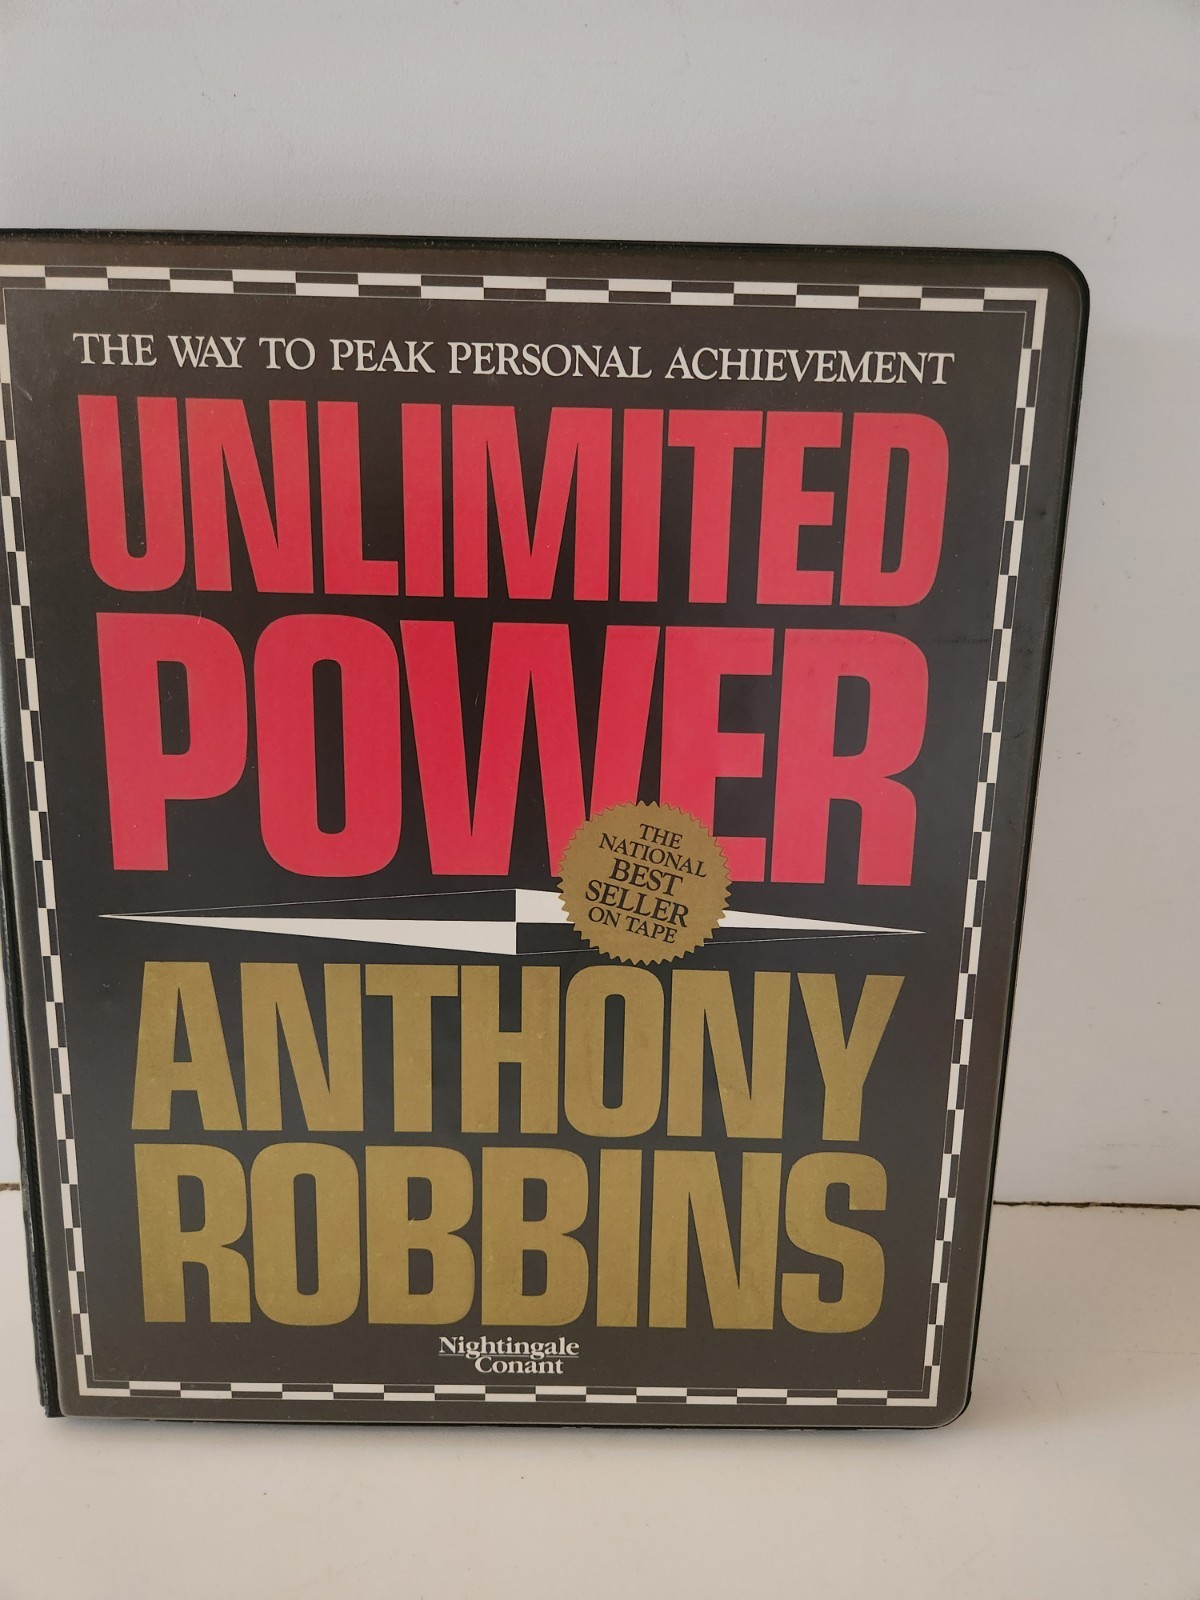 THE WAY TO PEAK PERSONAL ACHIEVEMENT
UNLIMITED
POWER
THE
NATIONAL
BEST
SELLER
ON TAPE
ANTHONY
ROBBINS
Nightingale
Conant